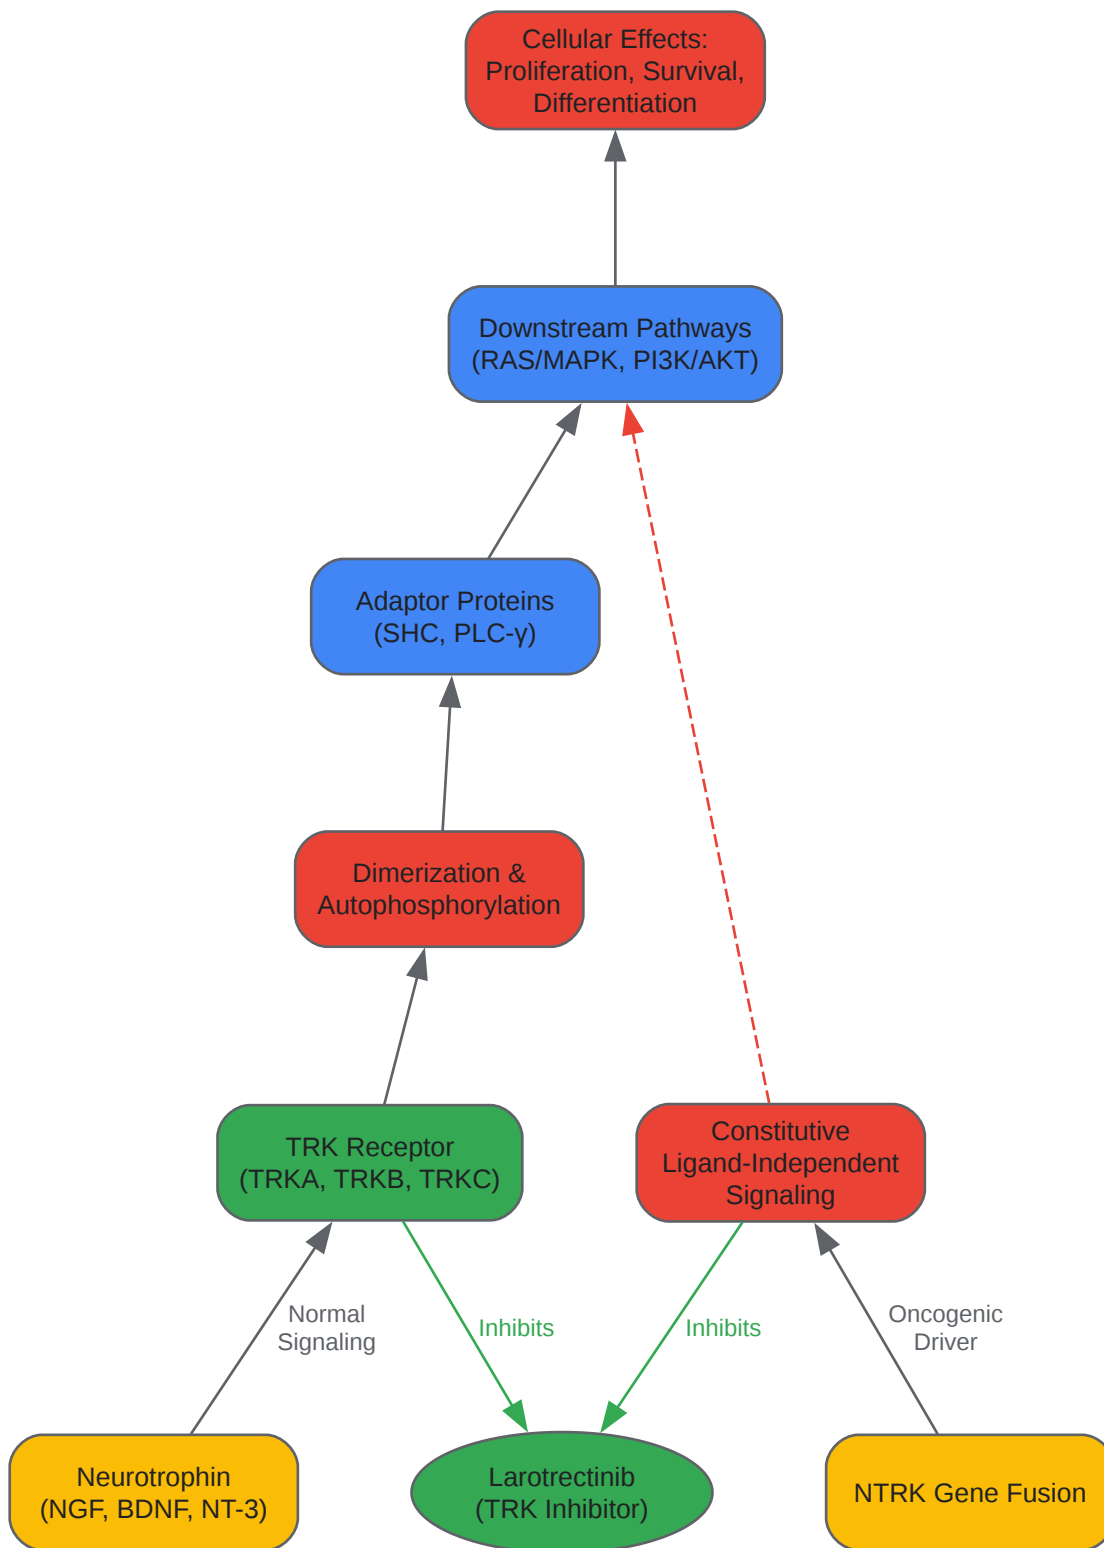 Cellular Effects:
Proliferation, Survival,
Differentiation
Downstream Pathways
(RAS/MAPK, PI3K/AKT)
Adaptor Proteins
(SHC, PLC-γ)
Dimerization &
Autophosphorylation
TRK Receptor
(TRKA, TRKB, TRKC)
Constitutive
Ligand-Independent
Signaling
Normal
Signaling
Inhibits
Inhibits
Oncogenic
Driver
Neurotrophin
(NGF, BDNF, NT-3)
Larotrectinib
(TRK Inhibitor)
NTRK Gene Fusion